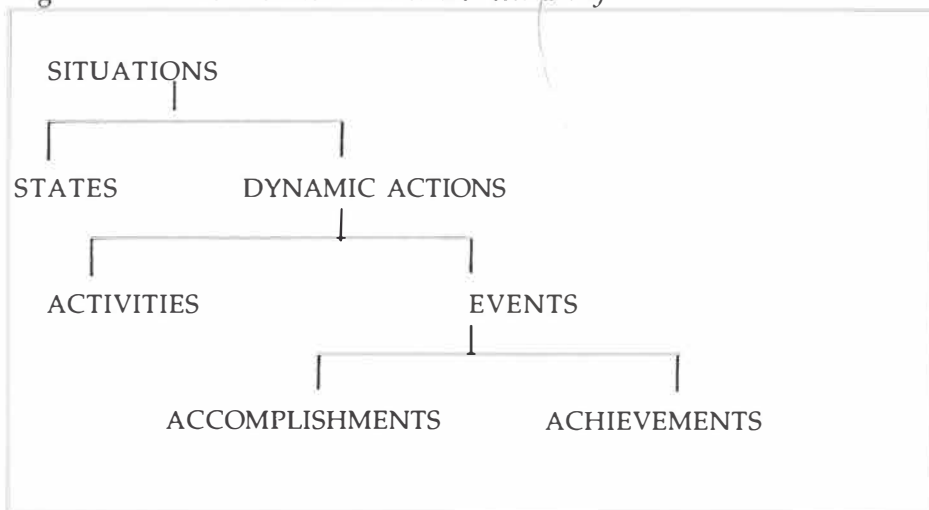 SITUATIONS
STATES DYNAMIC ACTIONS
ACTIVITIES EVENTS
ACCOMPLISHMENTS ACHIEVEMENTS